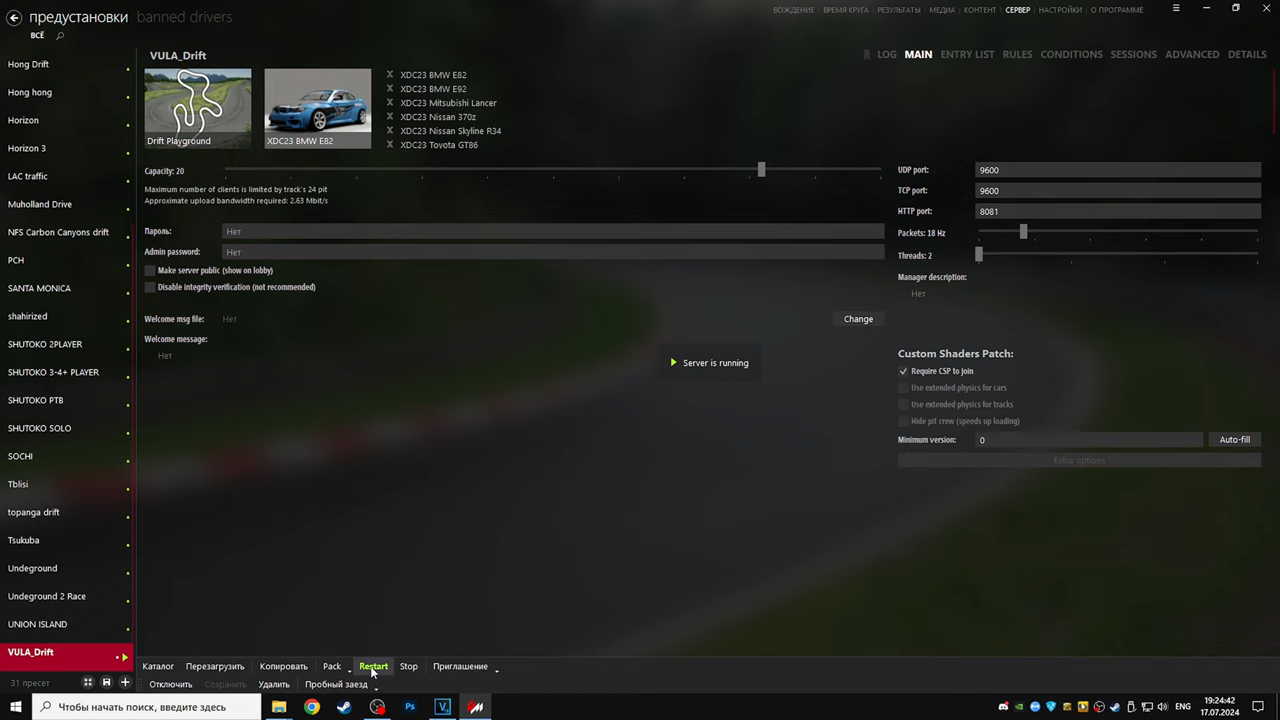 предустановки banned drivers
ВОЖДЕНИЕ ВРЕМЯ КРУГА РЕЗУЛЬТАТЫ МЕДИА КОНТЕНТ СЕРВЕР НАСТРОЙКИ О ПРОГРАММЕ
ВСЁ
LOG MAIN ENTRY LIST RULES CONDITIONS SESSIONS ADVANCED DETAILS
Hong Drift
Hong hong
Horizon
Horizon 3
LAC traffic
Muholland Drive
NFS Carbon Canyons drift
PCH
SANTA MONICA
shahirized
SHUTOKO 2PLAYER
SHUTOKO 3-4+ PLAYER
SHUTOKO PTB
SHUTOKO SOLO
SOCHI
Tblisi
topanga drift
Tsukuba
Undeground
Undeground 2 Race
UNION ISLAND
VULA_Drift
31 пресет
VULA_Drift
Drift Playground
XDC23 BMW E82
X XDC23 BMW E82
X XDC23 BMW E92
X XDC23 Mitsubishi Lancer
X XDC23 Nissan 370z
X XDC23 Nissan Skyline R34
X XDC23 Toyota GT86
Capacity: 20
Maximum number of clients is limited by track's 24 pit
Approximate upload bandwidth required: 2.63 Mbit/s
Пароль: Нет
Admin password: Нет
Make server public (show on lobby)
Disable integrity verification (not recommended)
Welcome msg file: Нет Change
Welcome message:
Нет
Server is running
UDP port: 9600
TCP port: 9600
HTTP port: 8081
Packets: 18 Hz
Threads: 2
Manager description:
Нет
Custom Shaders Patch:
Require CSP to join
Use extended physics for cars
Use extended physics for tracks
Hide pit crew (speeds up loading)
Minimum version: 0 Auto-fill
Extra options
Каталог Перезагрузить Копировать Pack Restart Stop Приглашение
Отключить Сохранить Удалить Пробный заезд
Чтобы начать поиск, введите здесь
Ps
V
ENG
19:24:42
17.07.2024